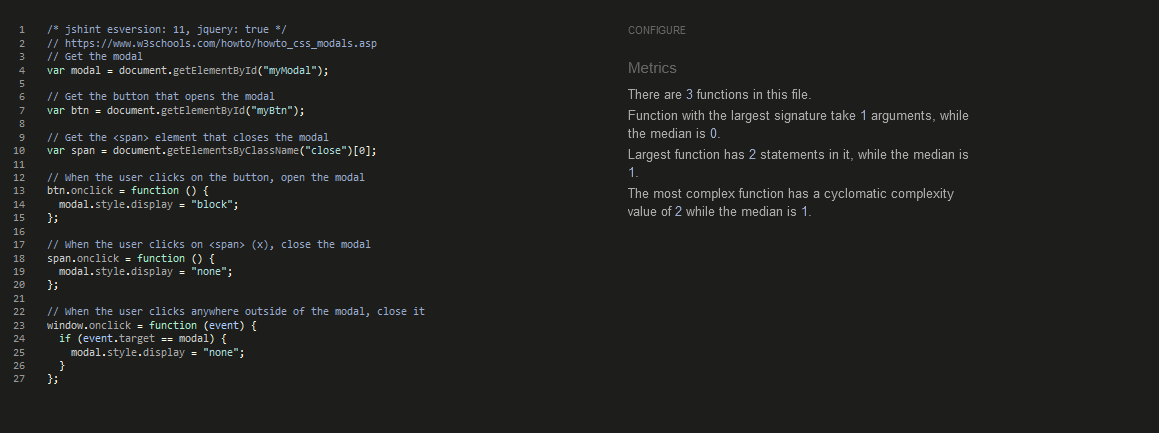 1 /* jshint esversion: 11, jquery: true */
2 // https://www.w3schools.com/howto/howto_css_modals.asp
3 // Get the modal
4 var modal = document.getElementById("myModal");
5
6 // Get the button that opens the modal
7 var btn = document.getElementById("myBtn");
8
9 // Get the <span> element that closes the modal
10 var span = document.getElementsByClassName("close")[0];
11
12 // When the user clicks on the button, open the modal
13 btn.onclick = function () {
14   modal.style.display = "block";
15 };
16
17 // When the user clicks on <span> (x), close the modal
18 span.onclick = function () {
19   modal.style.display = "none";
20 };
21
22 // When the user clicks anywhere outside of the modal, close it
23 window.onclick = function (event) {
24   if (event.target == modal) {
25     modal.style.display = "none";
26   }
27 };
CONFIGURE
Metrics
There are 3 functions in this file.
Function with the largest signature take 1 arguments, while
the median is 0.
Largest function has 2 statements in it, while the median is
1.
The most complex function has a cyclomatic complexity
value of 2 while the median is 1.